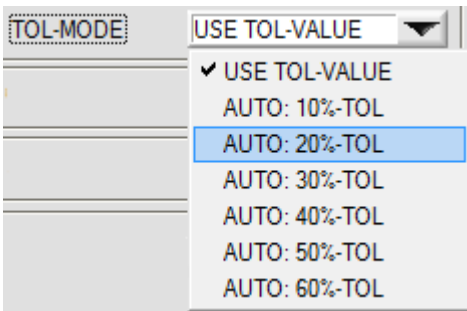 TOL-MODE USE TOL-VALUE
USE TOL-VALUE
AUTO: 10%-TOL
AUTO: 20%-TOL
AUTO: 30%-TOL
AUTO: 40%-TOL
AUTO: 50%-TOL
AUTO: 60%-TOL